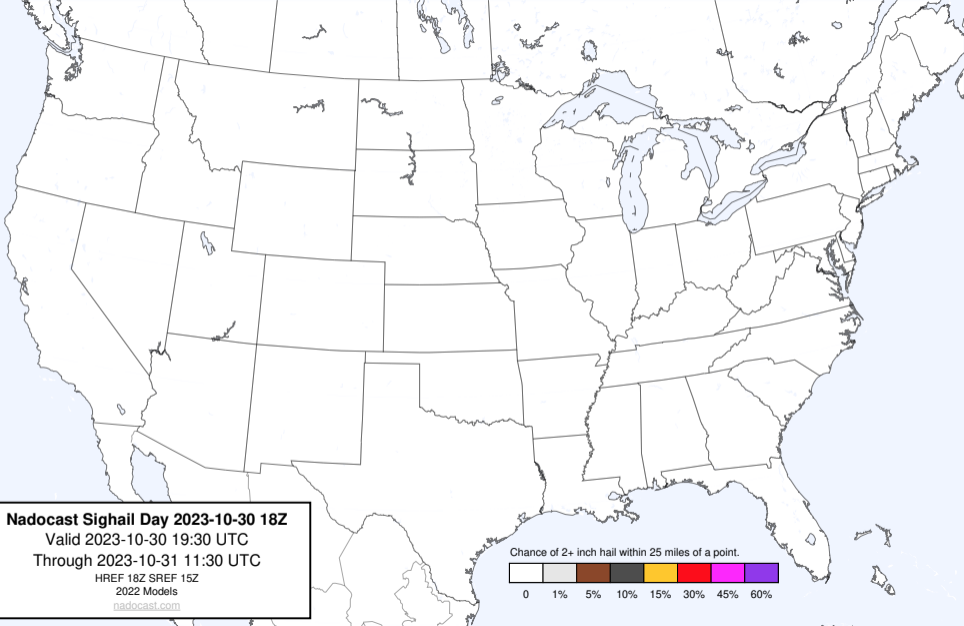 Nadocast Sighail Day 2023-10-30 18Z
Valid 2023-10-30 19:30 UTC
Through 2023-10-31 11:30 UTC
HREF 18Z SREF 15Z
2022 Models
nadocast.com
Chance of 2+ inch hail within 25 miles of a point.
0 1% 5% 10% 15% 30% 45% 60%